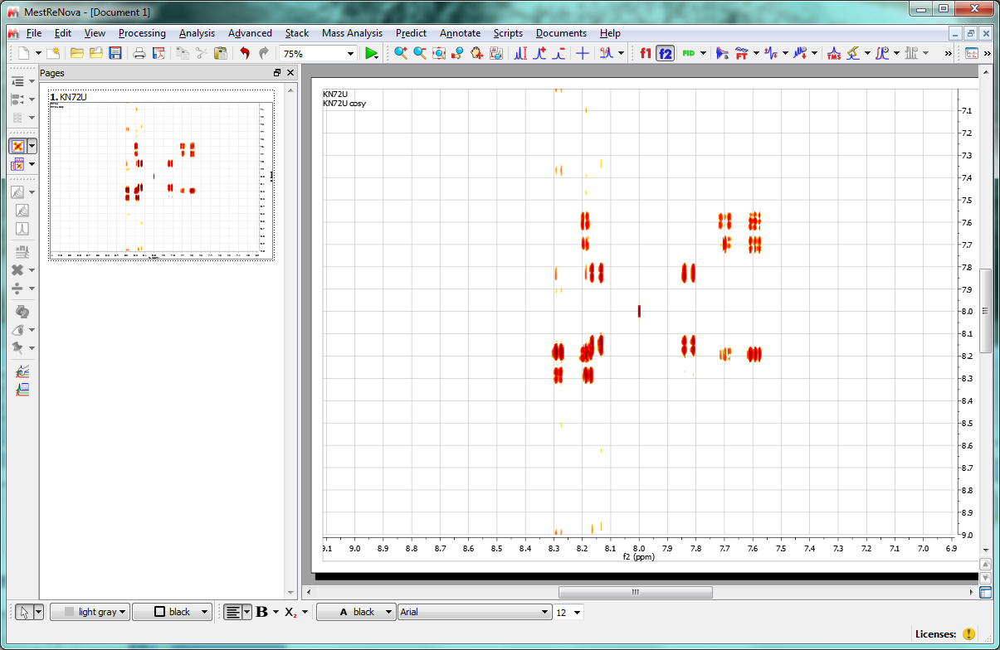 MestReNova - [Document 1]
File Edit View Processing Analysis Advanced Stack Mass Analysis Predict Annotate Scripts Documents Help
75% f1 f2 FID FT TMS » »
Pages
1. KN72U
KN72U
KN72U cosy
7.1
7.2
7.3
7.4
7.5
7.6
7.7
7.8
7.9
8.0
8.1
8.2
8.3
8.4
8.5
8.6
8.7
8.8
8.9
9.0
9.1 9.0 8.9 8.8 8.7 8.6 8.5 8.4 8.3 8.2 8.1 8.0 7.9 7.8 7.7 7.6 7.5 7.4 7.3 7.2 7.1 7.0 6.9
f2 (ppm)
light gray black B X₂ A black Arial 12
Licenses: